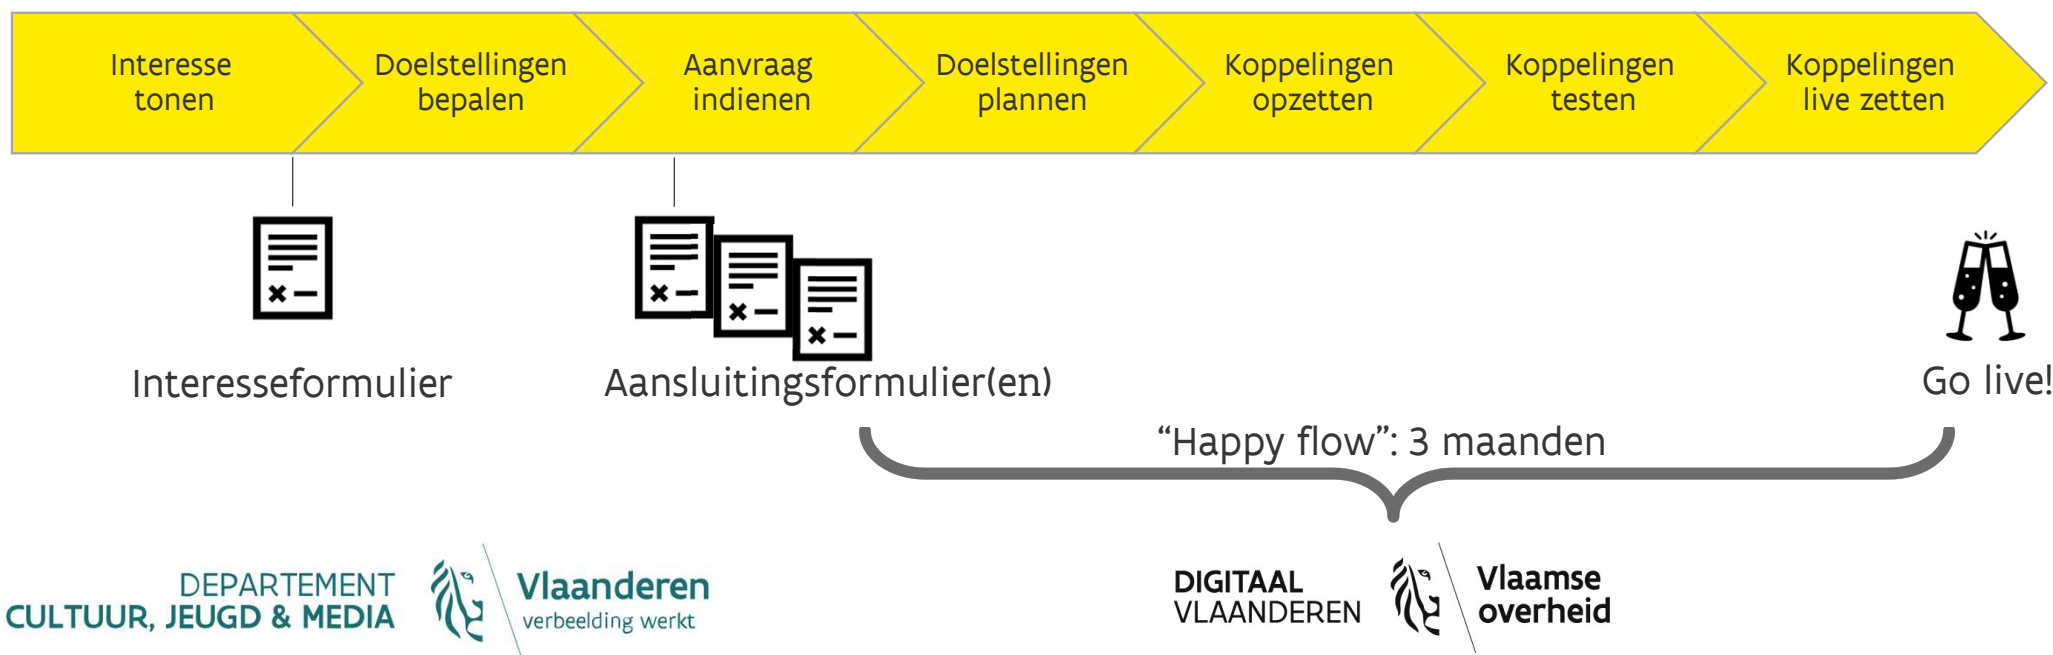 Interesse
tonen
Doelstellingen
bepalen
Aanvraag
indienen
Doelstellingen
plannen
Koppelingen
opzetten
Koppelingen
testen
Koppelingen
live zetten
Interesseformulier
Aansluitingsformulier(en)
Go live!
“Happy flow”: 3 maanden
DEPARTEMENT
CULTUUR, JEUGD & MEDIA
Vlaanderen
verbeelding werkt
DIGITAAL
VLAANDEREN
Vlaamse
overheid